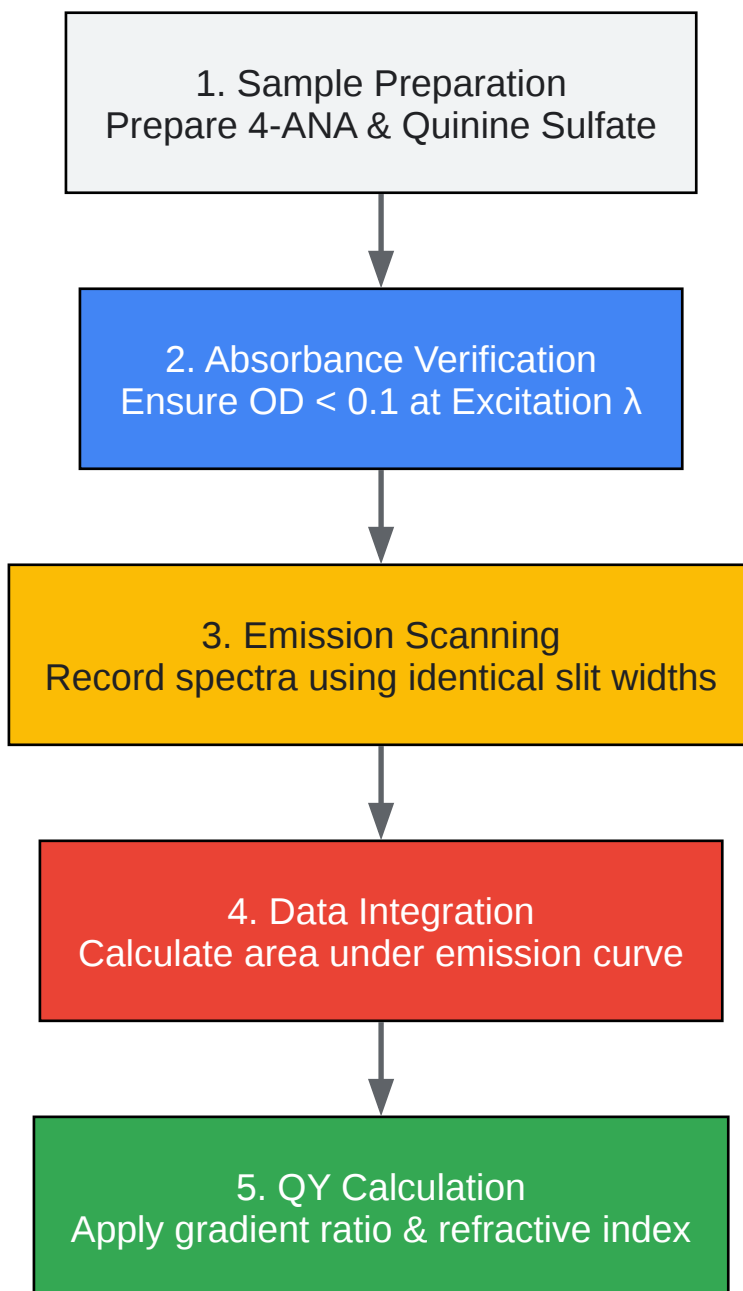 1. Sample Preparation
Prepare 4-ANA & Quinine Sulfate
2. Absorbance Verification
Ensure OD < 0.1 at Excitation λ
3. Emission Scanning
Record spectra using identical slit widths
4. Data Integration
Calculate area under emission curve
5. QY Calculation
Apply gradient ratio & refractive index